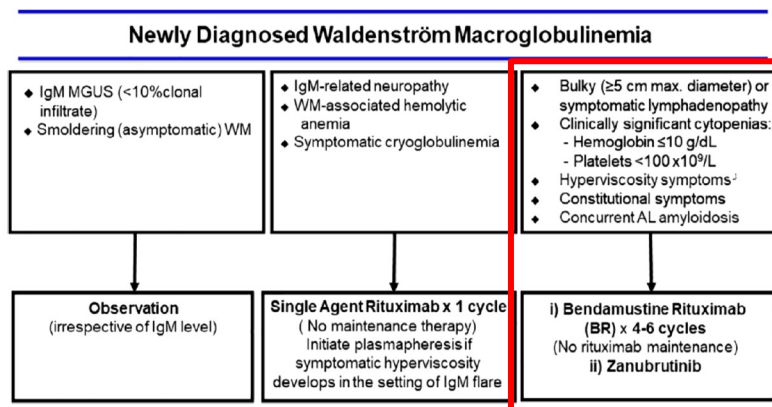 Newly Diagnosed Waldenström Macroglobulinemia
◆ IgM MGUS (<10%clonal
infiltrate)
◆ Smoldering (asymptomatic) WM
◆ IgM-related neuropathy
◆ WM-associated hemolytic
anemia
◆ Symptomatic cryoglobulinemia
◆ Bulky (≥5 cm max. diameter) or
symptomatic lymphadenopathy
◆ Clinically significant cytopenias:
- Hemoglobin ≤10 g/dL
- Platelets <100 x10⁹/L
◆ Hyperviscosity symptoms
◆ Constitutional symptoms
◆ Concurrent AL amyloidosis
Observation
(irrespective of IgM level)
Single Agent Rituximab x 1 cycle
( No maintenance therapy)
Initiate plasmapheresis if
symptomatic hyperviscosity
develops in the setting of IgM flare
i) Bendamustine Rituximab
(BR) x 4-6 cycles
(No rituximab maintenance)
ii) Zanubrutinib